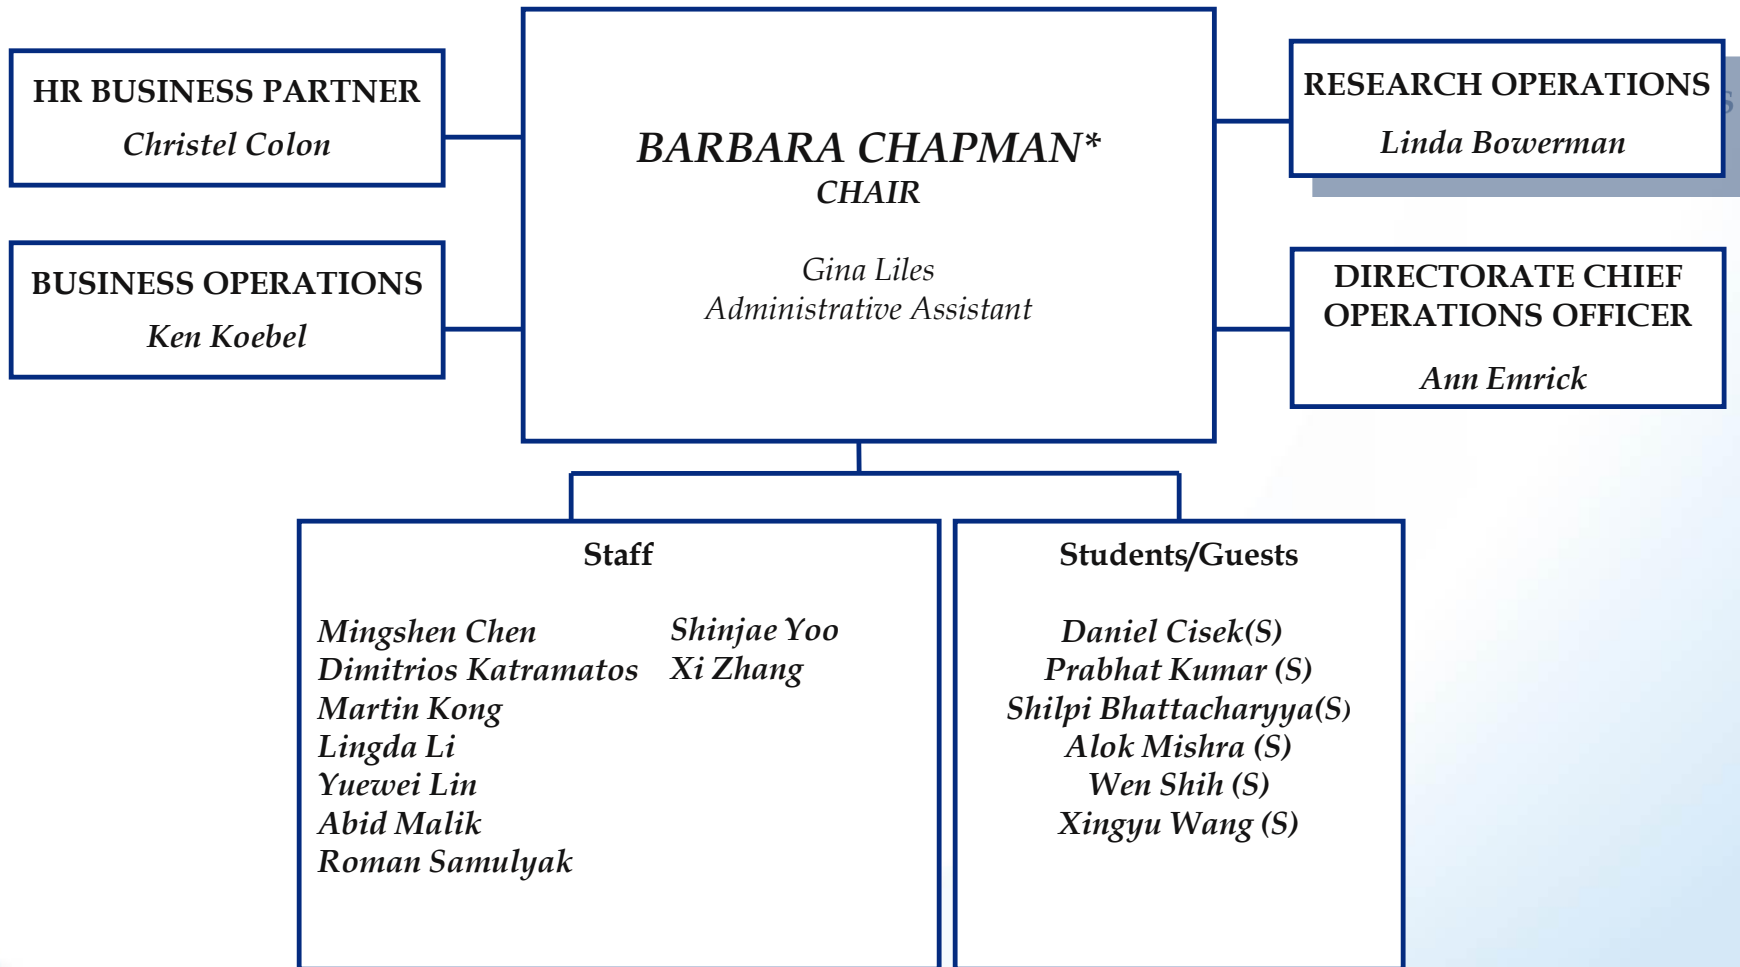 HR BUSINESS PARTNER
Christel Colon
BUSINESS OPERATIONS
Ken Koebel
BARBARA CHAPMAN*
CHAIR
Gina Liles
Administrative Assistant
RESEARCH OPERATIONS
Linda Bowerman
DIRECTORATE CHIEF
OPERATIONS OFFICER
Ann Emrick
Staff
Mingshen Chen
Dimitrios Katramatos
Martin Kong
Lingda Li
Yuewei Lin
Abid Malik
Roman Samulyak
Shinjae Yoo
Xi Zhang
Students/Guests
Daniel Cisek(S)
Prabhat Kumar (S)
Shilpi Bhattacharyya(S)
Alok Mishra (S)
Wen Shih (S)
Xingyu Wang (S)